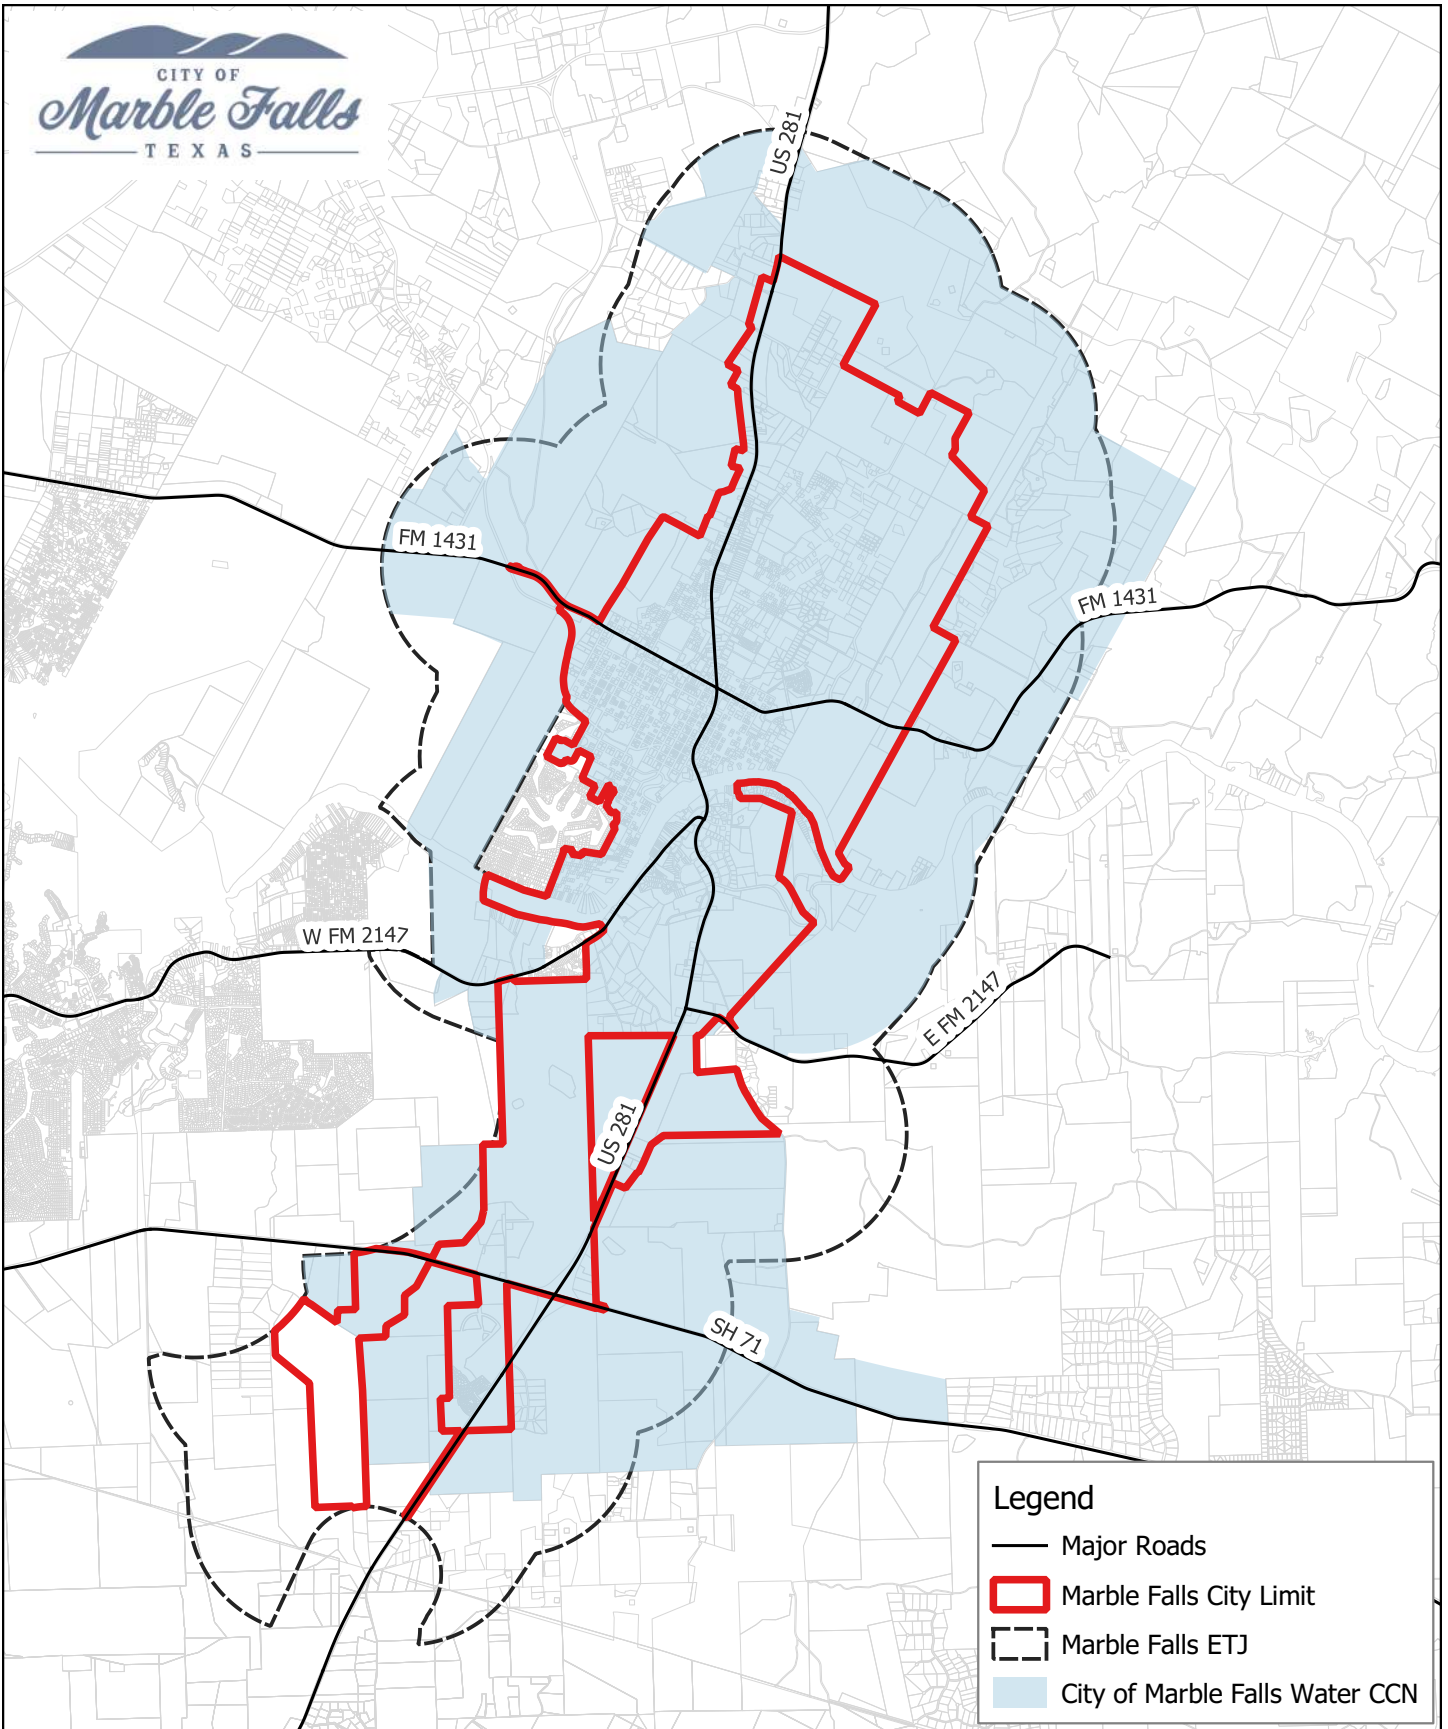 CITY OF
Marble Falls
TEXAS
US 281
FM 1431
FM 1431
W FM 2147
E FM 2147
US 281
SH 71
Legend
Major Roads
Marble Falls City Limit
Marble Falls ETJ
City of Marble Falls Water CCN